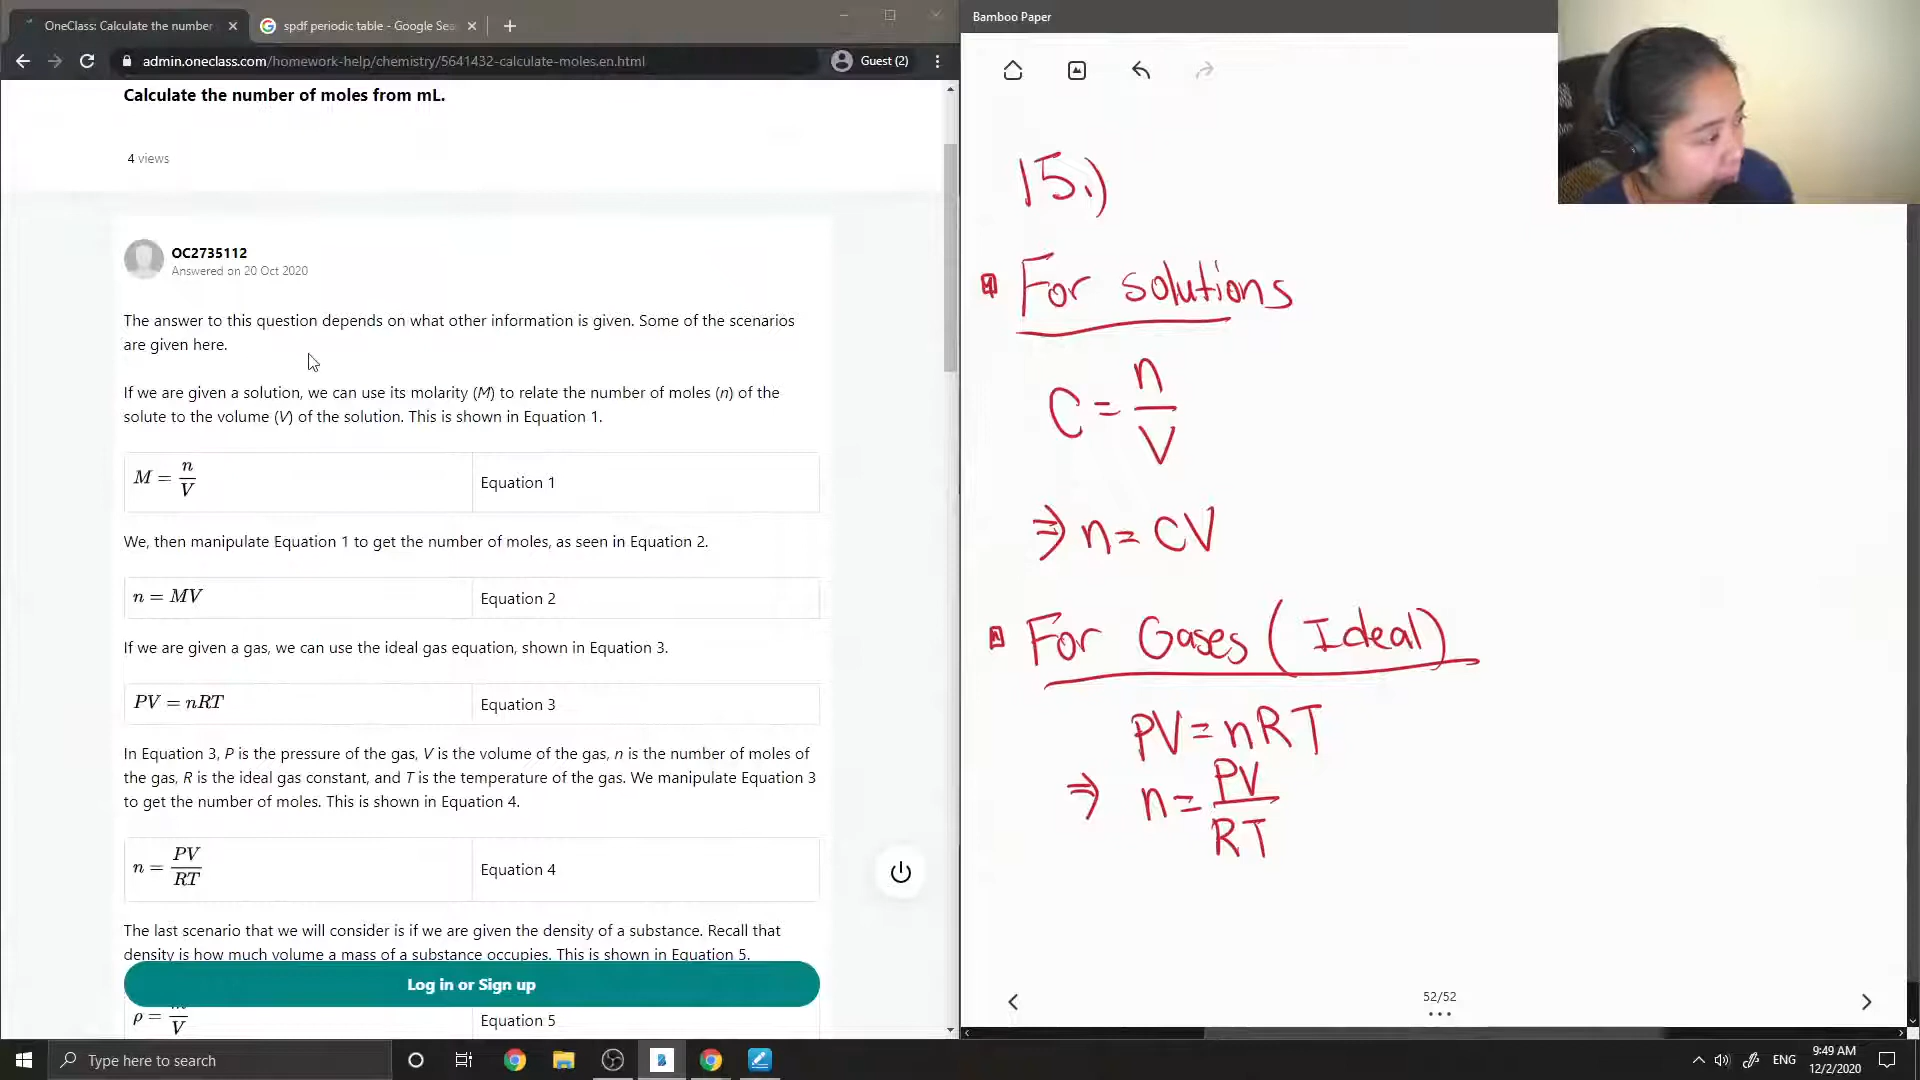 OneClass: Calculate the number
spdf periodic table - Google Sea
admin.oneclass.com/homework-help/chemistry/5641432-calculate-moles.en.html
Guest (2)
Calculate the number of moles from mL.
4 views
OC2735112
Answered on 20 Oct 2020
The answer to this question depends on what other information is given. Some of the scenarios
are given here.
If we are given a solution, we can use its molarity (M) to relate the number of moles (n) of the
solute to the volume (V) of the solution. This is shown in Equation 1.
M = n/V
Equation 1
We, then manipulate Equation 1 to get the number of moles, as seen in Equation 2.
n = MV
Equation 2
If we are given a gas, we can use the ideal gas equation, shown in Equation 3.
PV = nRT
Equation 3
In Equation 3, P is the pressure of the gas, V is the volume of the gas, n is the number of moles of
the gas, R is the ideal gas constant, and T is the temperature of the gas. We manipulate Equation 3
to get the number of moles. This is shown in Equation 4.
n = PV/RT
Equation 4
The last scenario that we will consider is if we are given the density of a substance. Recall that
density is how much volume a mass of a substance occupies. This is shown in Equation 5.
Log in or Sign up
ρ = m/V
Equation 5
Bamboo Paper
15.)
For solutions
C = n/V
⇒ n = CV
For Gases (Ideal)
PV = nRT
⇒ n = PV/RT
52/52
Type here to search
ENG
9:49 AM
12/2/2020